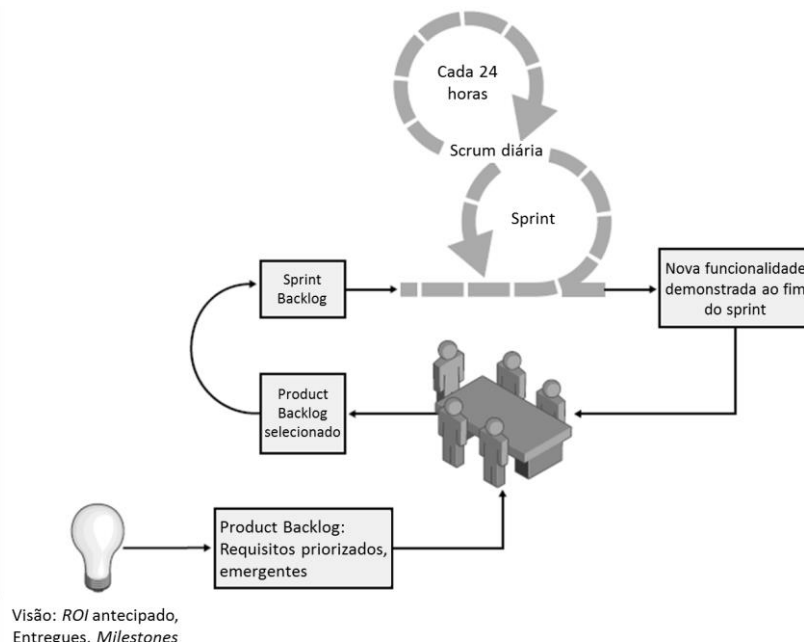 Cada 24
horas
Scrum diária
Sprint
Sprint
Backlog
Nova funcionalidade
demonstrada ao fim
do sprint
Product
Backlog
selecionado
Product Backlog:
Requisitos priorizados,
emergentes
Visão: ROI antecipado,
Entregues, Milestones